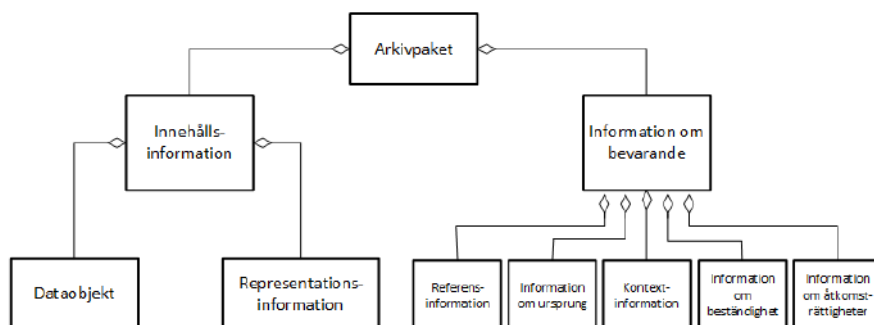 Arkivpaket
Innehålls-
information
Information om
bevarande
Dataobjekt
Representations-
information
Referens-
information
Information
om ursprung
Kontext-
information
Information
om
beständighet
Information
om åtkomst-
rättigheter